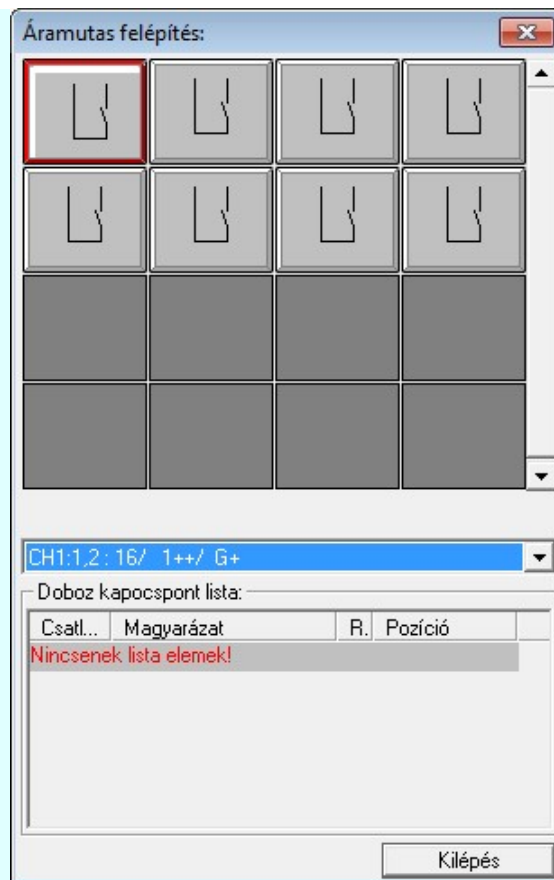 Áramutas felépítés:
CH1:1,2 : 16/ 1++/ G+
Doboz kapocspont lista:
Csatl... Magyarázat R. Pozíció
Nincsenek lista elemek!
Kilépés